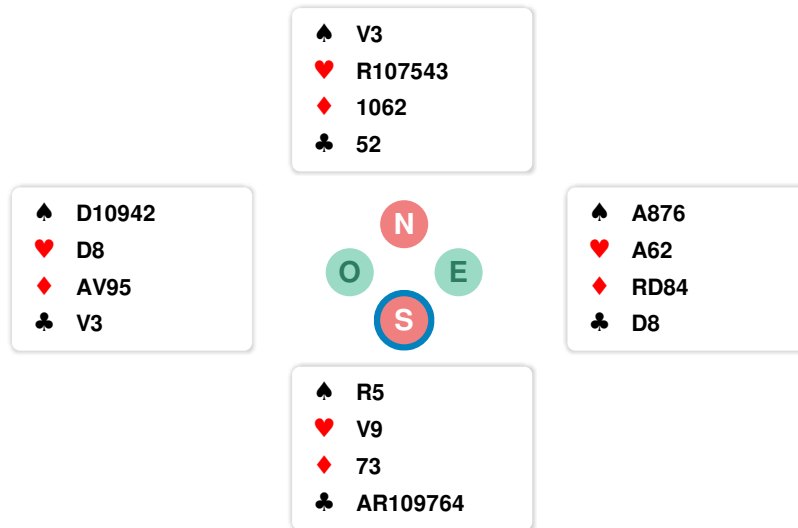 ♠ V3
♥ R107543
♦ 1062
♣ 52
♠ D10942
♥ D8
♦ AV95
♣ V3
N
O E
S
♠ A876
♥ A62
♦ RD84
♣ D8
♠ R5
♥ V9
♦ 73
♣ AR109764